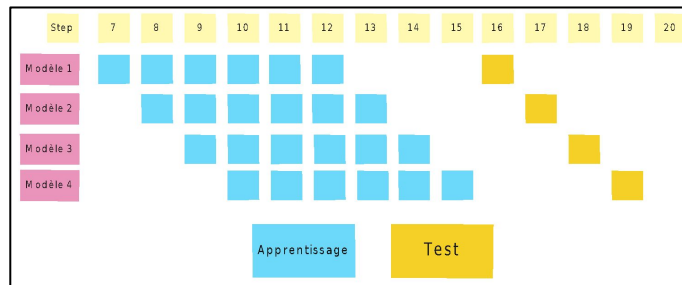 Step 7 8 9 10 11 12 13 14 15 16 17 18 19 20
Modèle 1
Modèle 2
Modèle 3
Modèle 4
Apprentissage Test